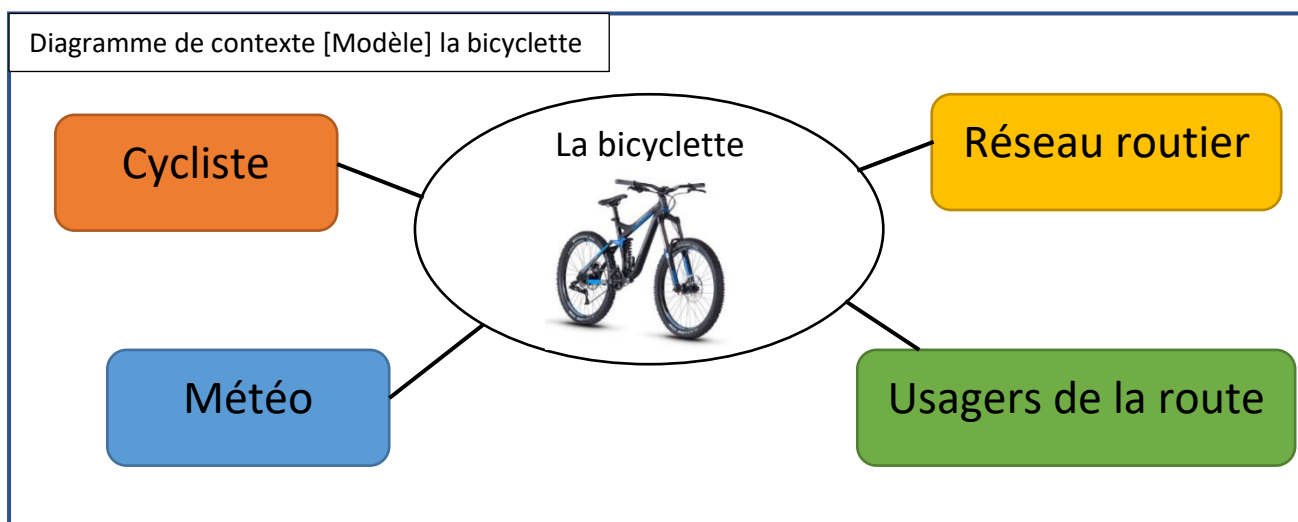 Diagramme de contexte [Modèle] la bicyclette
Cycliste
La bicyclette
Réseau routier
Météo
Usagers de la route